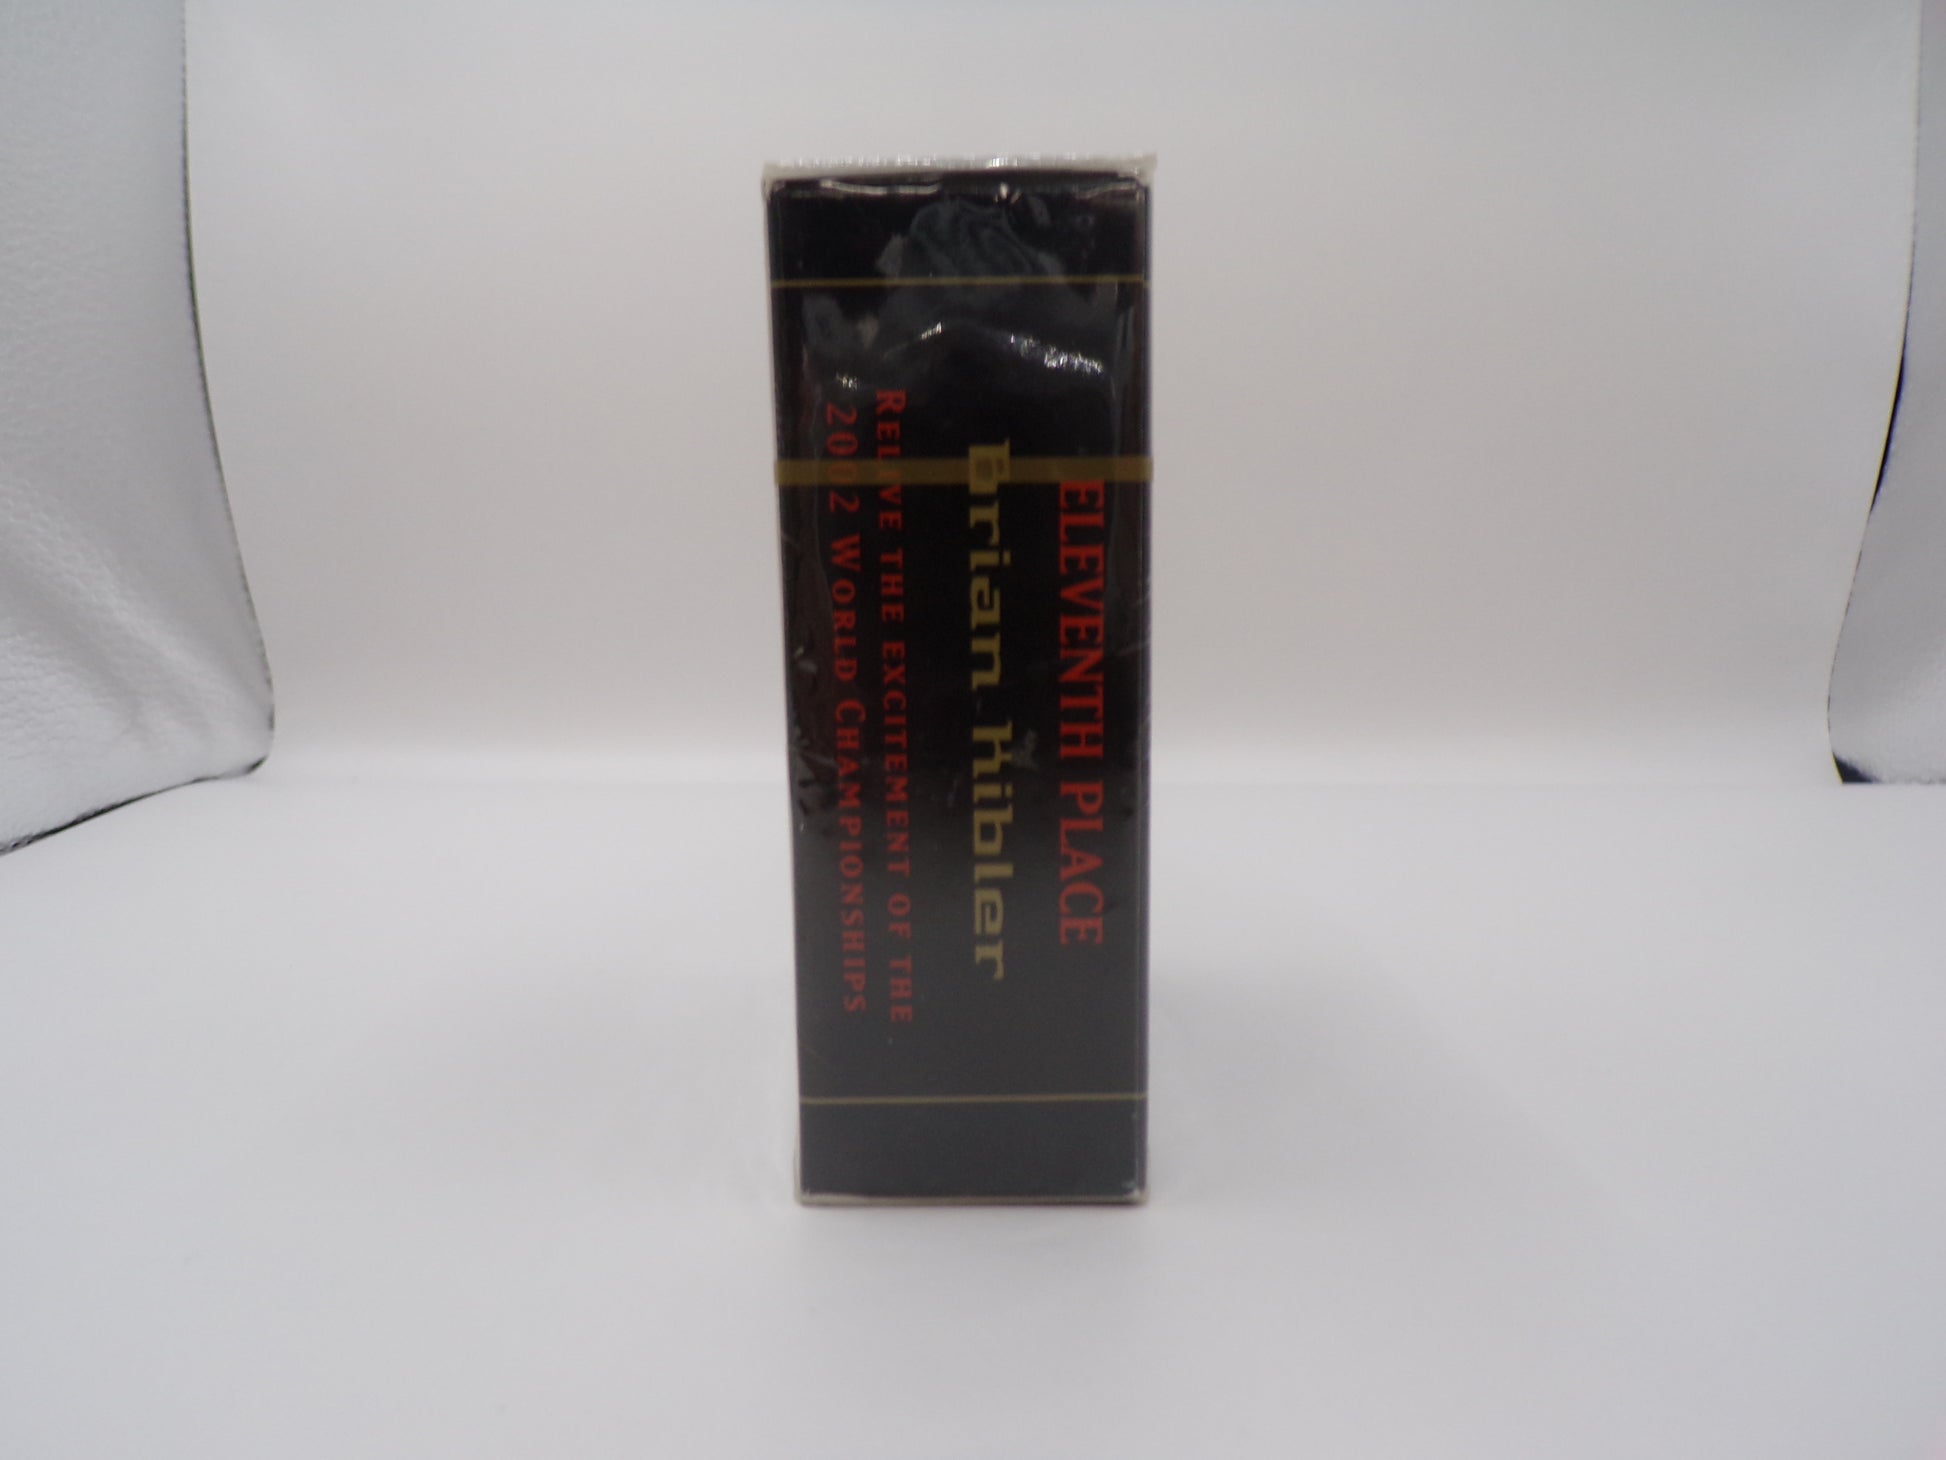 ELEVENTH PLACE
Brian Kibler
RELIVE THE EXCITEMENT OF THE
2002 WORLD CHAMPIONSHIPS